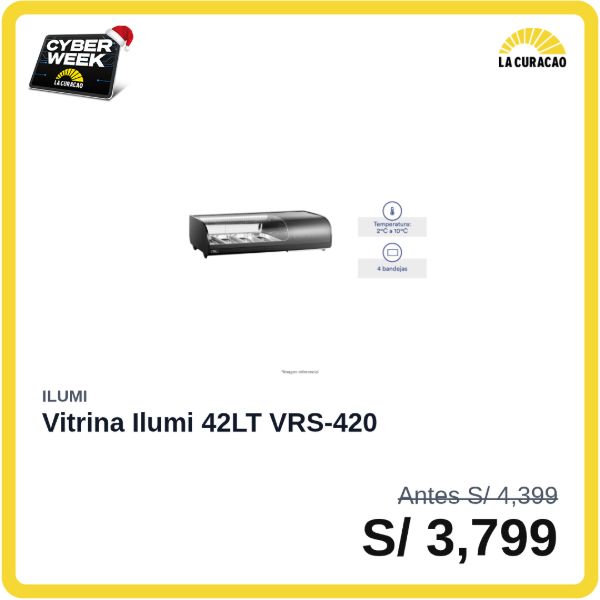 CYBER
WEEK
LA CURACAO
LA CURACAO
Temperatura:
2°C a 10°C
4 bandejas
*Imagen referencial
ILUMI
Vitrina Ilumi 42LT VRS-420
Antes S/ 4,399
S/ 3,799